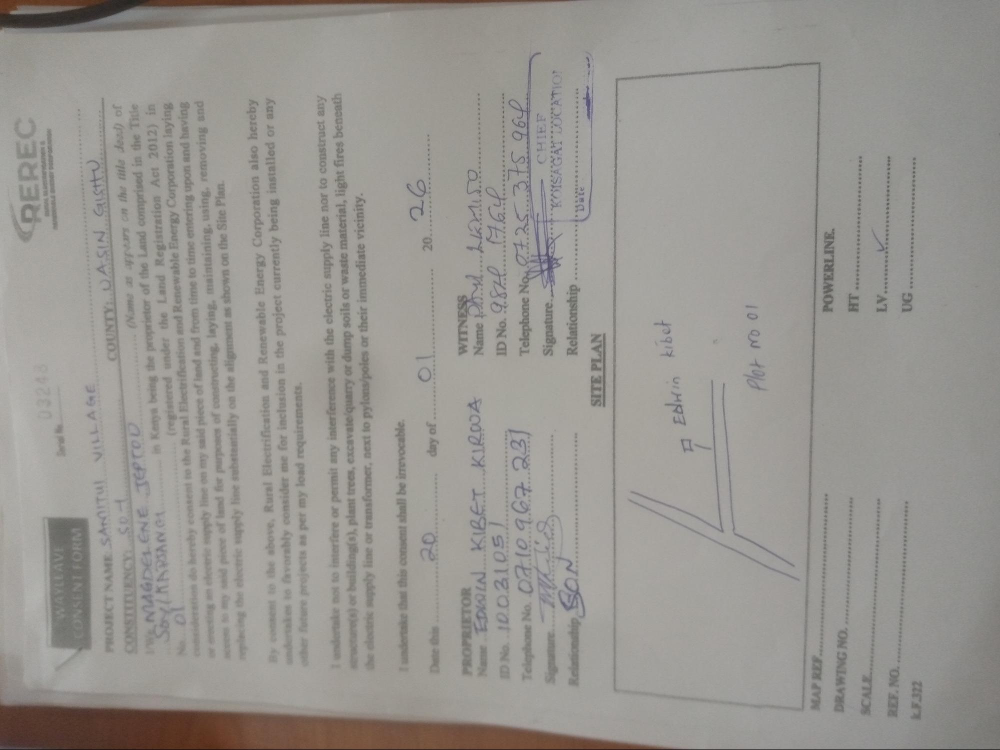 REREC
RURAL ELECTRIFICATION &
RENEWABLE ENERGY CORPORATION
03248
Serial No.
WAYLEAVE
CONSENT FORM
PROJECT NAME SAMITUI VILLAGE
CONSTITUENCY: SOY COUNTY: UASIN GISHU
I/We MAGDELENE JEPTOO (Name as appears on the title deed) of
SOY/KAPSANGI in Kenya being the proprietor of the Land comprised in the Title
No. 01 (registered under the Land Registration Act 2012) in
consideration do hereby consent to the Rural Electrification and Renewable Energy Corporation laying
or erecting an electric supply line on my said piece of land and from time to time entering upon and having
access to my said piece of land for purposes of constructing, laying, maintaining, using, removing and
replacing the electric supply line substantially on the alignment as shown on the Site Plan.
By consent to the above, Rural Electrification and Renewable Energy Corporation also hereby
undertakes to favorably consider me for inclusion in the project currently being installed or any
other future projects as per my load requirements.
I undertake not to interfere or permit any interference with the electric supply line nor to construct any
structure(s) or building(s), plant trees, excavate/quarry or dump soils or waste material, light fires beneath
the electric supply line or transformer, next to pylons/poles or their immediate vicinity.
I undertake that this consent shall be irrevocable.
Date this 20 day of 01 20 26
PROPRIETOR WITNESS
Name EDWIN KIBET KIRWA Name
ID No. 10031051 ID No. 984 1764
Telephone No. 0710 967 231 Telephone No. 0725 375 964
Signature Signature CHIEF
KOISAGAT LOCATION
Relationship SON Relationship Date
SITE PLAN
Edwin kibet
Plot no 01
MAP REF. POWERLINE.
DRAWING NO. HT
SCALE LV ✓
REF. NO. UG
k.F.322